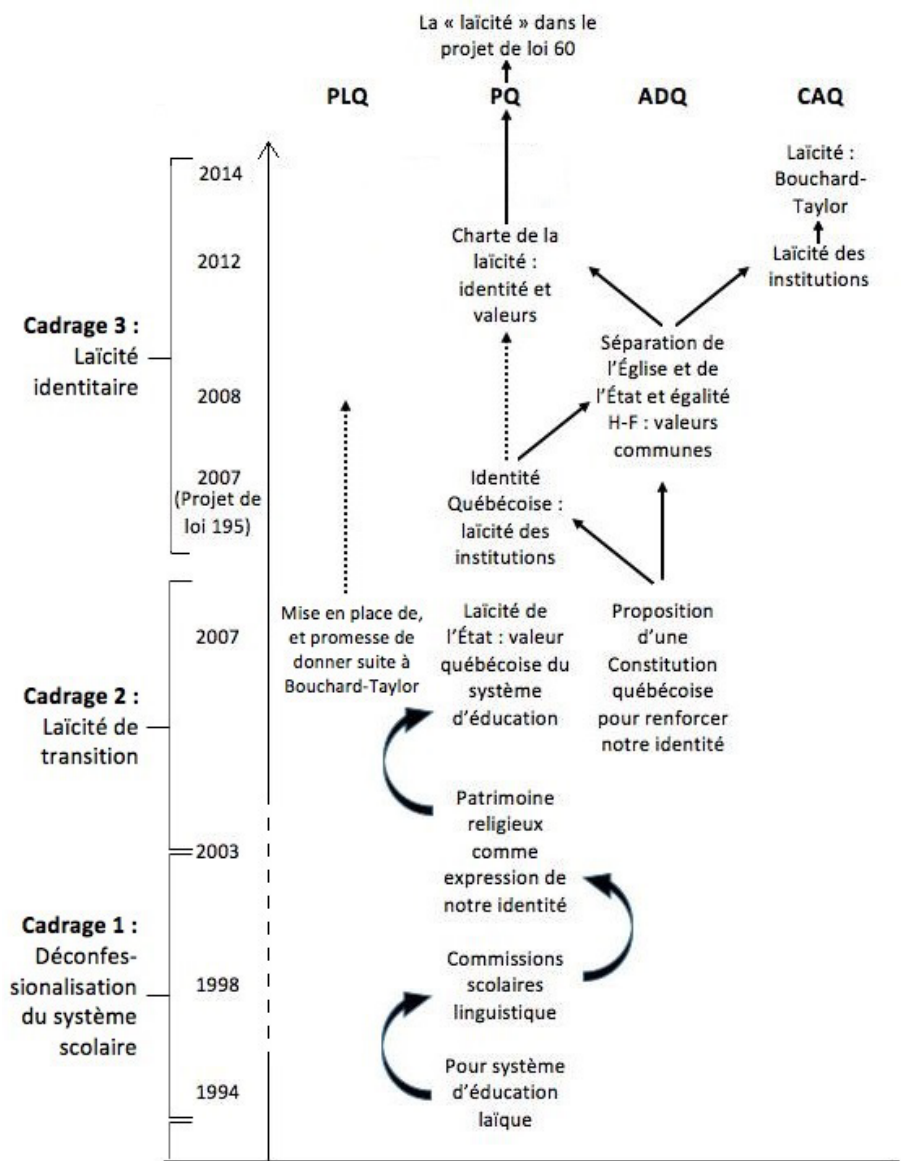 La « laïcité » dans le
projet de loi 60
PLQ
PQ
ADQ
CAQ
2014
2012
2008
2007
(Projet de
loi 195)
2007
2003
1998
1994
Cadrage 3 :
Laïcité
identitaire
Cadrage 2 :
Laïcité de
transition
Cadrage 1 :
Déconfes-
sionalisation
du système
scolaire
Mise en place de,
et promesse de
donner suite à
Bouchard-Taylor
Charte de la
laïcité :
identité et
valeurs
Identité
Québécoise :
laïcité des
institutions
Laïcité de
l'État : valeur
québécoise du
système
d'éducation
Patrimoine
religieux
comme
expression de
notre identité
Commissions
scolaires
linguistique
Pour système
d'éducation
laïque
Séparation de
l'Église et de
l'État et égalité
H-F : valeurs
communes
Proposition
d'une
Constitution
québécoise
pour renforcer
notre identité
Laïcité :
Bouchard-
Taylor
Laïcité des
institutions